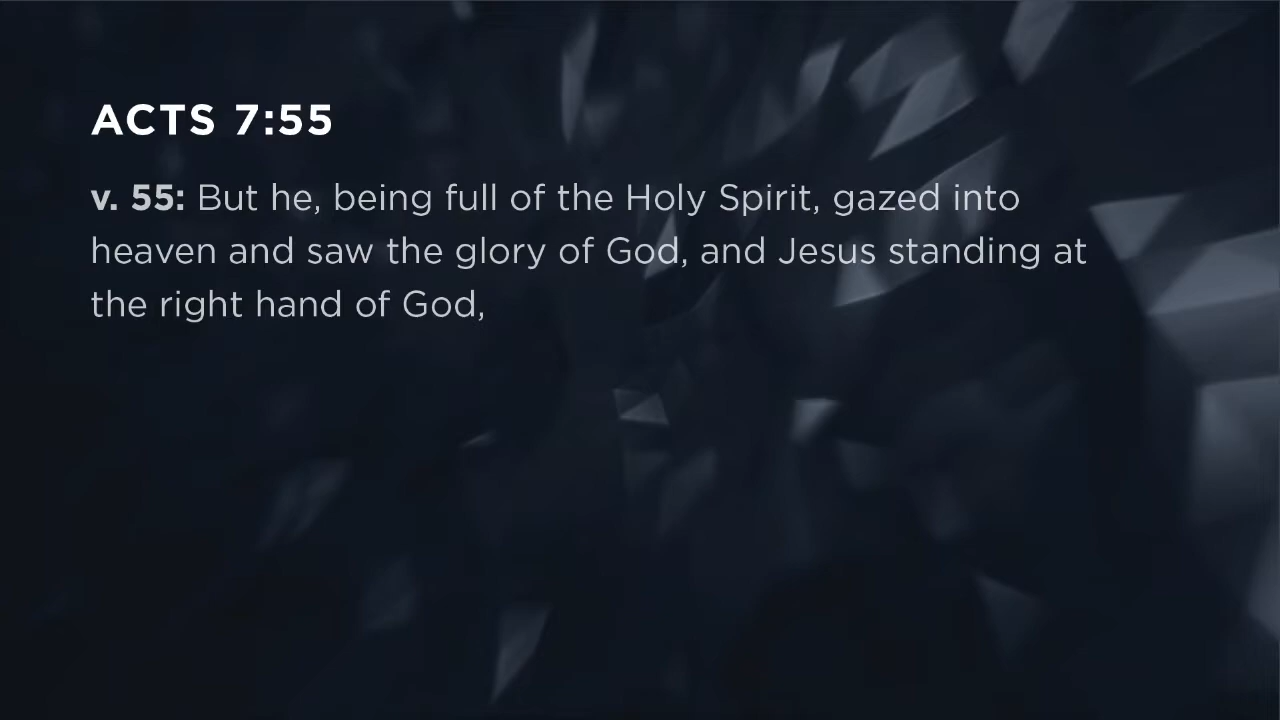 ACTS 7:55
v. 55: But he, being full of the Holy Spirit, gazed into
heaven and saw the glory of God, and Jesus standing at
the right hand of God,